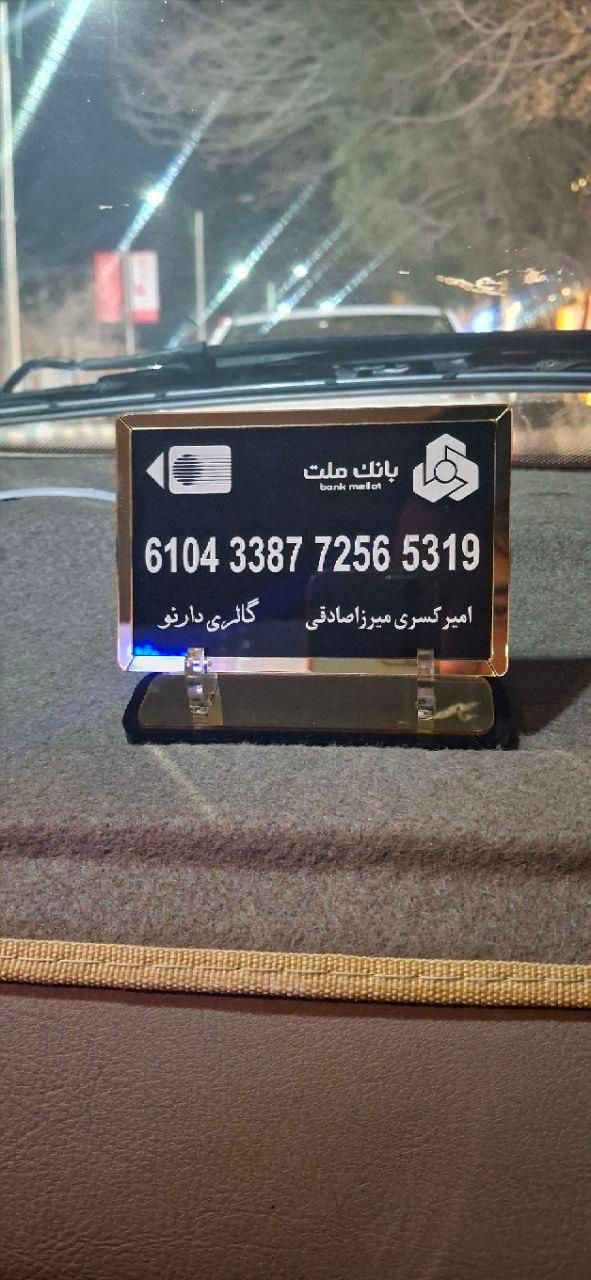 بانک ملت
bank mellat
6104 3387 7256 5319
امیرکسری میرزاصادقی
گالری دارنو